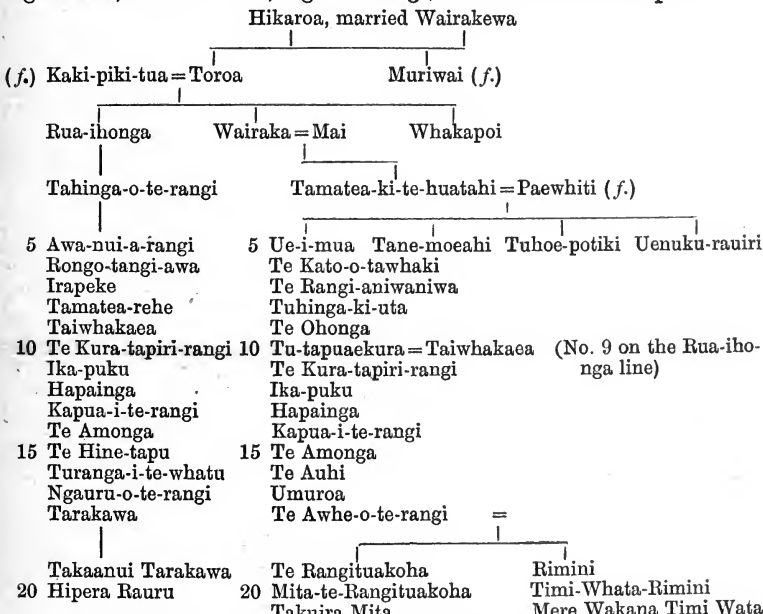 Hikaroa, married Wairakewa
(f.) Kaki-piki-tua=Toroa Muriwai (f.)
Rua-ihonga Wairaka=Mai Whakapoi
Tahinga-o-te-rangi Tamatea-ki-te-huatahi=Paewhiti (f.)
5 Awa-nui-a-rangi 5 Ue-i-mua Tane-moeahi Tuhoe-potiki Uenuku-rauiri
Rongo-tangi-awa Te Kato-o-tawhaki
Irapeke Te Rangi-aniwaniwa
Tamatea-rehe Tuhinga-ki-uta
Taiwhakaea Te Ohonga
10 Te Kura-tapiri-rangi 10 Tu-tapuaekura=Taiwhakaea (No. 9 on the Rua-iho-
Ika-puku Te Kura-tapiri-rangi nga line)
Hapainga Ika-puku
Kapua-i-te-rangi Hapainga
Te Amonga Kapua-i-te-rangi
15 Te Hine-tapu 15 Te Amonga
Turanga-i-te-whatu Te Auhi
Ngauru-o-te-rangi Umuroa
Tarakawa Te Awhe-o-te-rangi =
Takaanui Tarakawa Te Rangituakoha Rimini
20 Hipera Rauru 20 Mita-te-Rangituakoha Timi-Whata-Rimini
Takuira Mita Mere Wakana Timi Wata